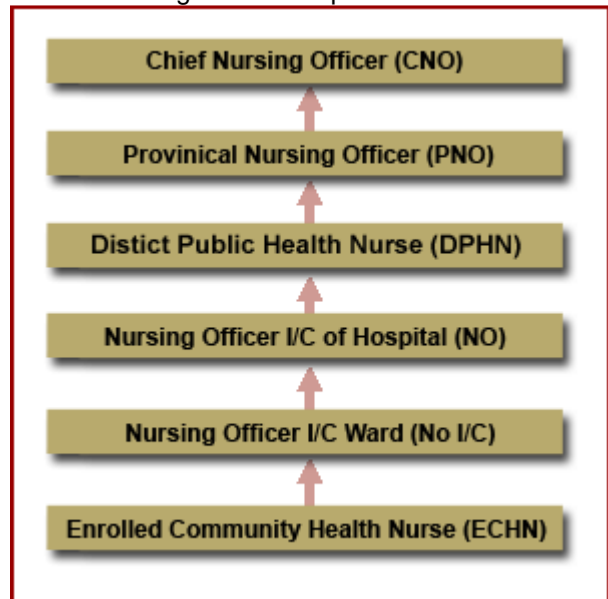 Chief Nursing Officer (CNO)
Provinical Nursing Officer (PNO)
Distict Public Health Nurse (DPHN)
Nursing Officer I/C of Hospital (NO)
Nursing Officer I/C Ward (No I/C)
Enrolled Community Health Nurse (ECHN)